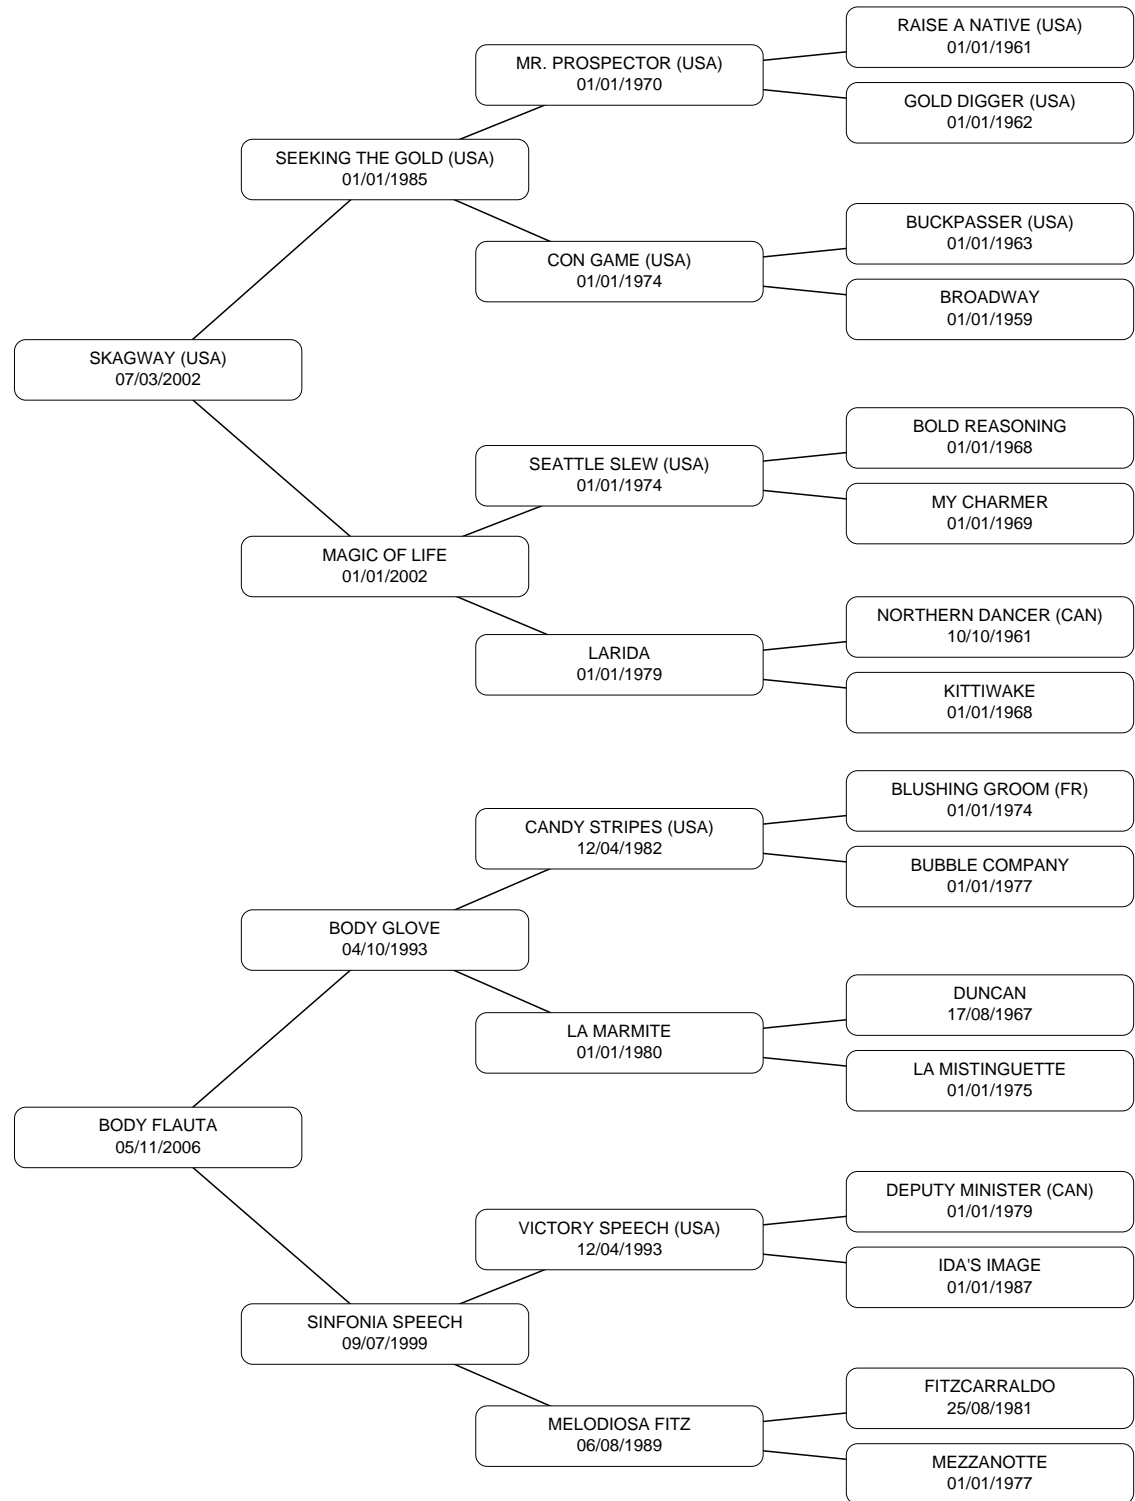 RAISE A NATIVE (USA)
01/01/1961
MR. PROSPECTOR (USA)
01/01/1970
GOLD DIGGER (USA)
01/01/1962
SEEKING THE GOLD (USA)
01/01/1985
BUCKPASSER (USA)
01/01/1963
CON GAME (USA)
01/01/1974
BROADWAY
01/01/1959
SKAGWAY (USA)
07/03/2002
BOLD REASONING
01/01/1968
SEATTLE SLEW (USA)
01/01/1974
MY CHARMER
01/01/1969
MAGIC OF LIFE
01/01/2002
NORTHERN DANCER (CAN)
10/10/1961
LARIDA
01/01/1979
KITTIWAKE
01/01/1968
BLUSHING GROOM (FR)
01/01/1974
CANDY STRIPES (USA)
12/04/1982
BUBBLE COMPANY
01/01/1977
BODY GLOVE
04/10/1993
DUNCAN
17/08/1967
LA MARMITE
01/01/1980
LA MISTINGUETTE
01/01/1975
BODY FLAUTA
05/11/2006
DEPUTY MINISTER (CAN)
01/01/1979
VICTORY SPEECH (USA)
12/04/1993
IDA'S IMAGE
01/01/1987
SINFONIA SPEECH
09/07/1999
FITZCARRALDO
25/08/1981
MELODIOSA FITZ
06/08/1989
MEZZANOTTE
01/01/1977